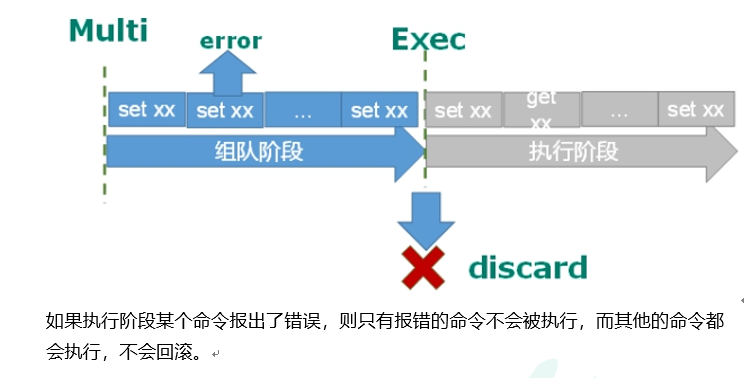 Multi
error
Exec
set xx set xx ... set xx set xx get xx ... set xx
组队阶段 执行阶段
discard
如果执行阶段某个命令报出了错误，则只有报错的命令不会被执行，而其他的命令都
会执行，不会回滚。